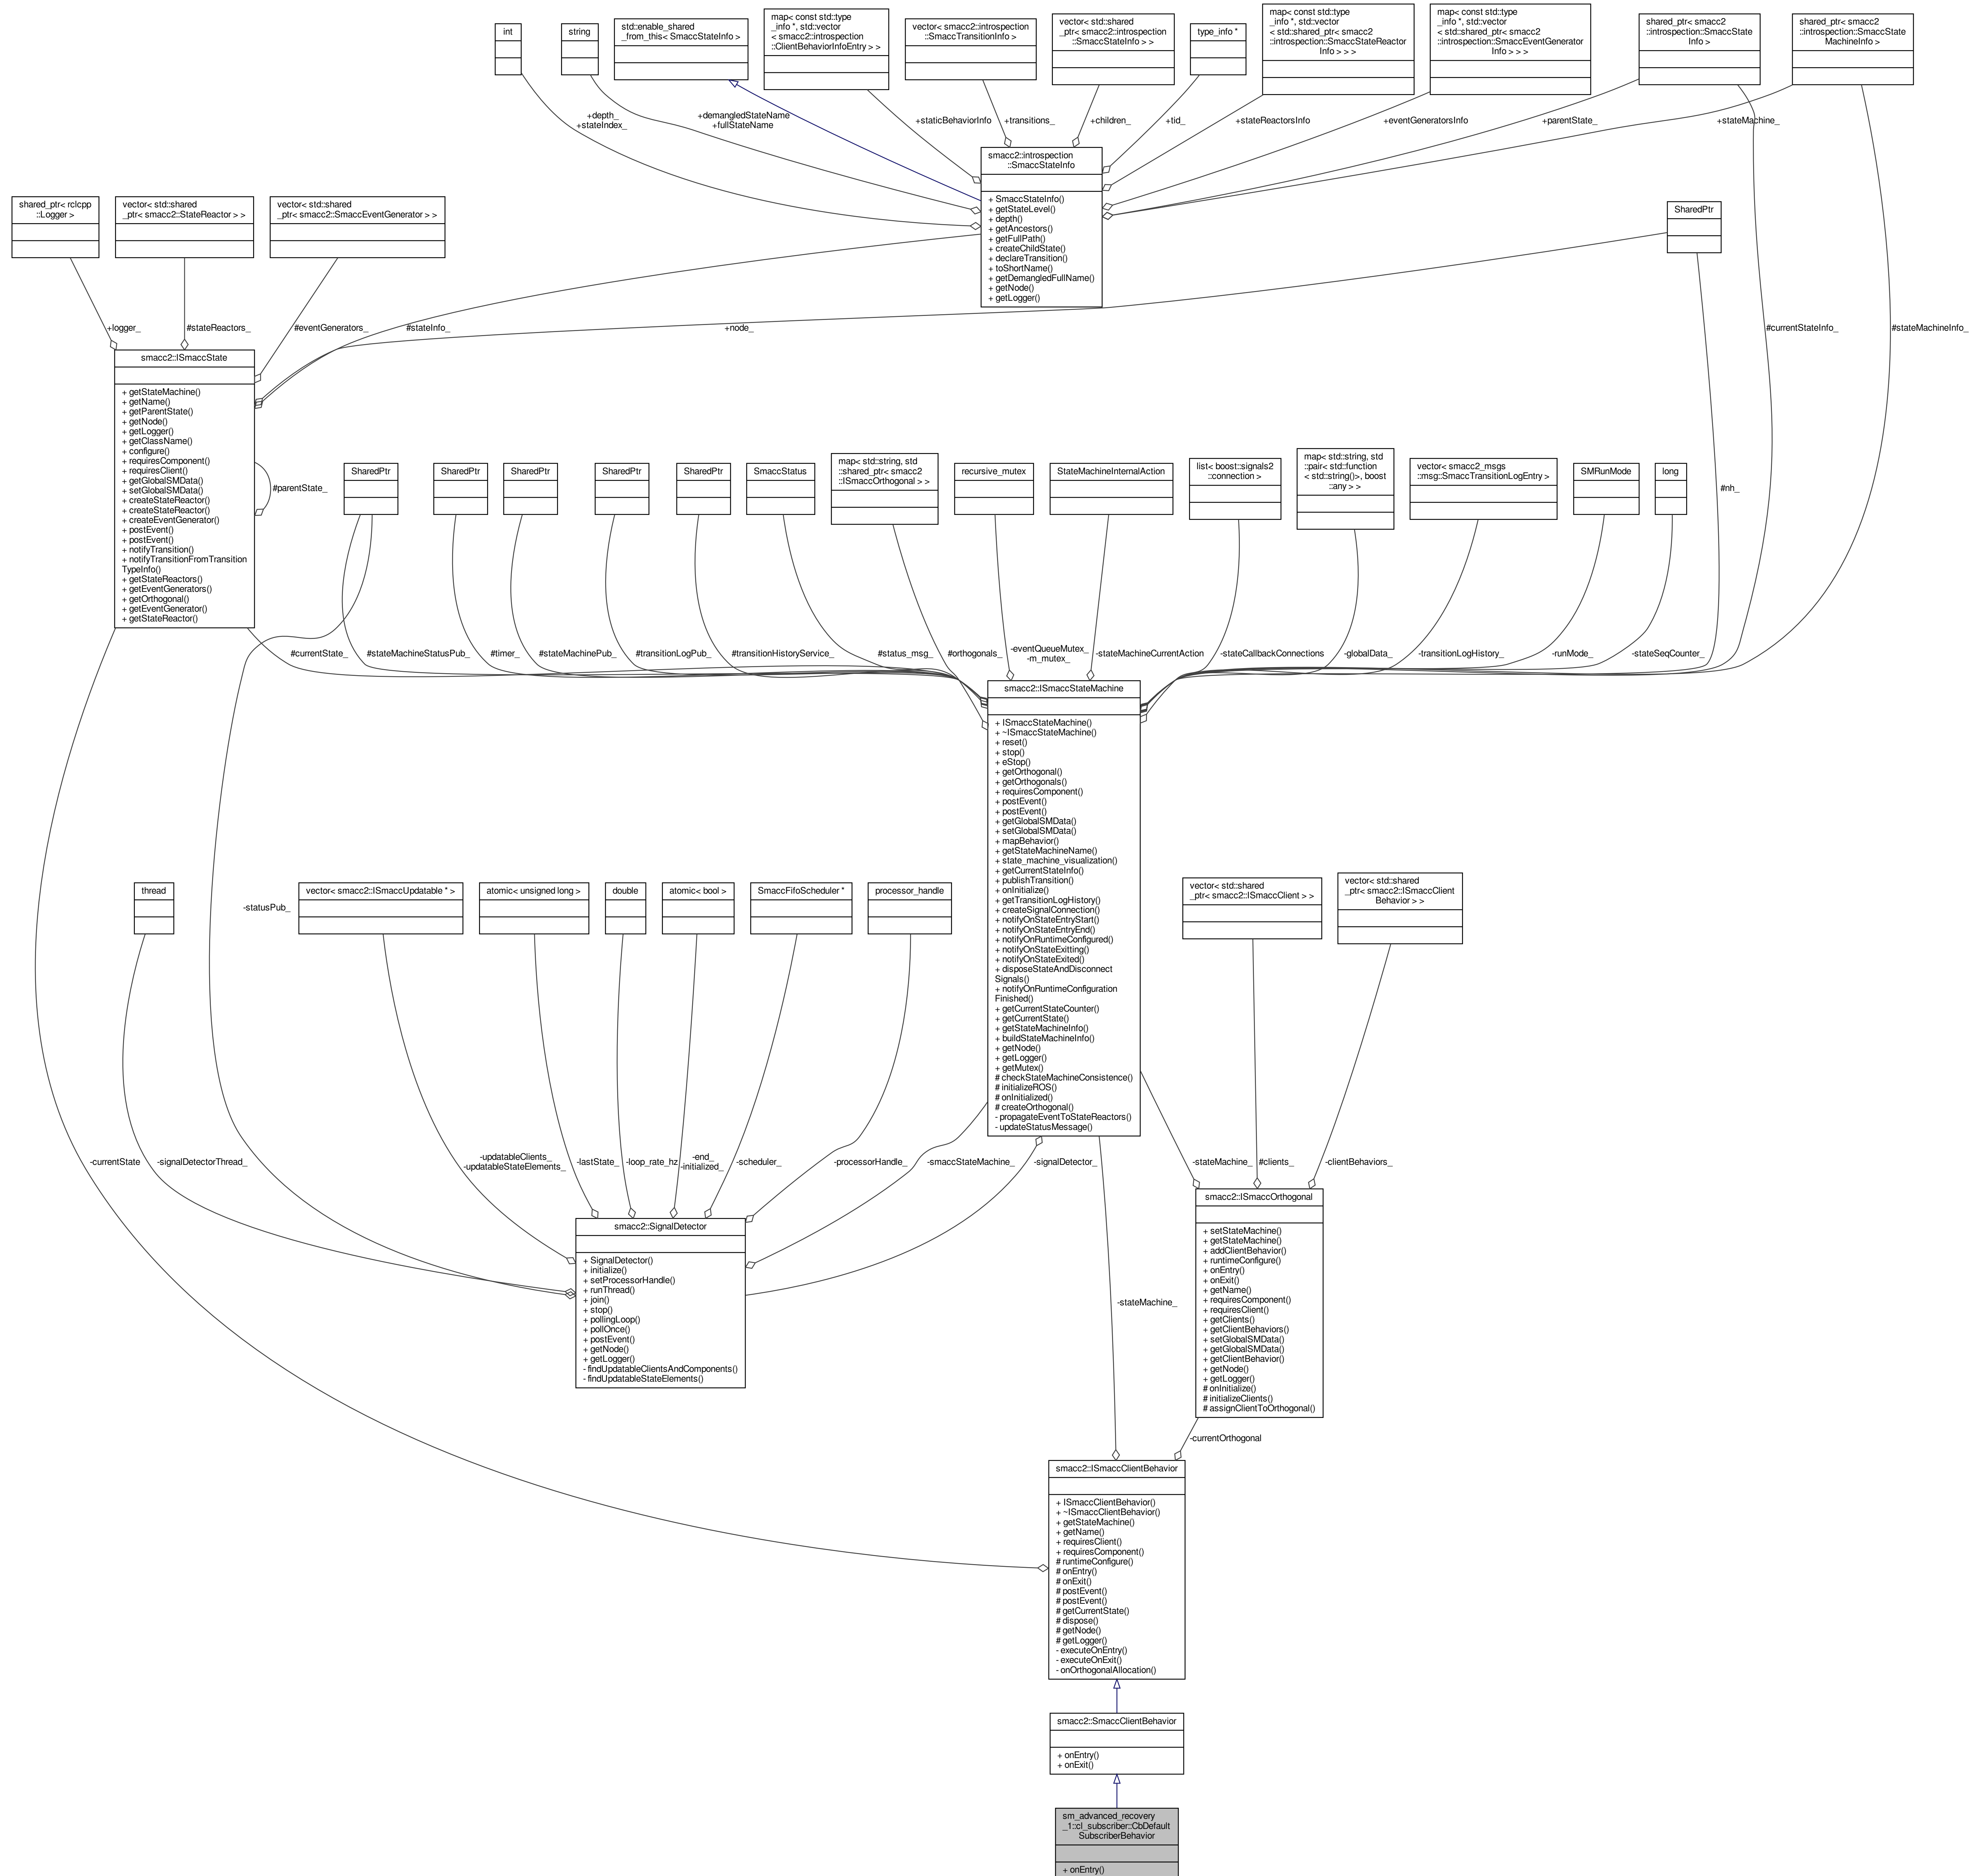 int
string
std::enable_shared
_from_this< SmaccStateInfo >
map< const std::type
_info *, std::vector
< smacc2::introspection
::ClientBehaviorInfoEntry > >
vector< smacc2::introspection
::SmaccTransitionInfo >
vector< std::shared
_ptr< smacc2::introspection
::SmaccStateInfo > >
type_info *
map< const std::type
_info *, std::vector
< std::shared_ptr< smacc2
::introspection::SmaccStateReactor
Info > > >
map< const std::type
_info *, std::vector
< std::shared_ptr< smacc2
::introspection::SmaccEventGenerator
Info > > >
shared_ptr< smacc2
::introspection::SmaccState
Info >
shared_ptr< smacc2
::introspection::SmaccState
MachineInfo >
+depth_
+stateIndex_
+demangledStateName
+fullStateName
+staticBehaviorInfo
+transitions_
+children_
+tid_
+stateReactorsInfo
+eventGeneratorsInfo
+parentState_
+stateMachine_
smacc2::introspection
::SmaccStateInfo
+ SmaccStateInfo()
+ getStateLevel()
+ depth()
+ getAncestors()
+ getFullPath()
+ createChildState()
+ declareTransition()
+ toShortName()
+ getDemangledFullName()
+ getNode()
+ getLogger()
shared_ptr< rclcpp
::Logger >
vector< std::shared
_ptr< smacc2::StateReactor > >
vector< std::shared
_ptr< smacc2::SmaccEventGenerator > >
SharedPtr
+logger_
#stateReactors_
#eventGenerators_
#stateInfo_
+node_
#currentStateInfo_
#stateMachineInfo_
smacc2::ISmaccState
+ getStateMachine()
+ getName()
+ getParentState()
+ getNode()
+ getLogger()
+ getClassName()
+ configure()
+ requiresComponent()
+ requiresClient()
+ getGlobalSMData()
+ setGlobalSMData()
+ createStateReactor()
+ createStateReactor()
+ createEventGenerator()
+ postEvent()
+ postEvent()
+ notifyTransition()
+ notifyTransitionFromTransition
TypeInfo()
+ getStateReactors()
+ getEventGenerators()
+ getOrthogonal()
+ getEventGenerator()
+ getStateReactor()
#parentState_
SharedPtr
SharedPtr
SharedPtr
SharedPtr
SharedPtr
SmaccStatus
map< std::string, std
::shared_ptr< smacc2
::ISmaccOrthogonal > >
recursive_mutex
StateMachineInternalAction
list< boost::signals2
::connection >
map< std::string, std
::pair< std::function
< std::string()>, boost
::any > >
vector< smacc2_msgs
::msg::SmaccTransitionLogEntry >
SMRunMode
long
#nh_
#currentState_
#stateMachineStatusPub_
#timer_
#stateMachinePub_
#transitionLogPub_
#transitionHistoryService_
#status_msg_
#orthogonals_
-eventQueueMutex_
-m_mutex_
-stateMachineCurrentAction
-stateCallbackConnections
-globalData_
-transitionLogHistory_
-runMode_
-stateSeqCounter_
smacc2::ISmaccStateMachine
+ ISmaccStateMachine()
+ ~ISmaccStateMachine()
+ reset()
+ stop()
+ eStop()
+ getOrthogonal()
+ getOrthogonals()
+ requiresComponent()
+ postEvent()
+ postEvent()
+ getGlobalSMData()
+ setGlobalSMData()
+ mapBehavior()
+ getStateMachineName()
+ state_machine_visualization()
+ getCurrentStateInfo()
+ publishTransition()
+ onInitialize()
+ getTransitionLogHistory()
+ createSignalConnection()
+ notifyOnStateEntryStart()
+ notifyOnStateEntryEnd()
+ notifyOnRuntimeConfigured()
+ notifyOnStateExitting()
+ notifyOnStateExited()
+ disposeStateAndDisconnect
Signals()
+ notifyOnRuntimeConfiguration
Finished()
+ getCurrentStateCounter()
+ getCurrentState()
+ getStateMachineInfo()
+ buildStateMachineInfo()
+ getNode()
+ getLogger()
+ getMutex()
# checkStateMachineConsistence()
# initializeROS()
# onInitialized()
# createOrthogonal()
- propagateEventToStateReactors()
- updateStatusMessage()
thread
-statusPub_
vector< smacc2::ISmaccUpdatable * >
atomic< unsigned long >
double
atomic< bool >
SmaccFifoScheduler *
processor_handle
vector< std::shared
_ptr< smacc2::ISmaccClient > >
vector< std::shared
_ptr< smacc2::ISmaccClient
Behavior > >
-currentState
-signalDetectorThread_
-updatableClients_
-updatableStateElements_
-lastState_
-loop_rate_hz
-end_
-initialized_
-scheduler_
-processorHandle_
-smaccStateMachine_
-signalDetector_
-stateMachine_
#clients_
-clientBehaviors_
smacc2::SignalDetector
+ SignalDetector()
+ initialize()
+ setProcessorHandle()
+ runThread()
+ join()
+ stop()
+ pollingLoop()
+ pollOnce()
+ postEvent()
+ getNode()
+ getLogger()
- findUpdatableClientsAndComponents()
- findUpdatableStateElements()
smacc2::ISmaccOrthogonal
+ setStateMachine()
+ getStateMachine()
+ addClientBehavior()
+ runtimeConfigure()
+ onEntry()
+ onExit()
+ getName()
+ requiresComponent()
+ requiresClient()
+ getClients()
+ getClientBehaviors()
+ setGlobalSMData()
+ getGlobalSMData()
+ getClientBehavior()
+ getNode()
+ getLogger()
# onInitialize()
# initializeClients()
# assignClientToOrthogonal()
-stateMachine_
-currentOrthogonal
smacc2::ISmaccClientBehavior
+ ISmaccClientBehavior()
+ ~ISmaccClientBehavior()
+ getStateMachine()
+ getName()
+ requiresClient()
+ requiresComponent()
# runtimeConfigure()
# onEntry()
# onExit()
# postEvent()
# postEvent()
# getCurrentState()
# dispose()
# getNode()
# getLogger()
- executeOnEntry()
- executeOnExit()
- onOrthogonalAllocation()
smacc2::SmaccClientBehavior
+ onEntry()
+ onExit()
sm_advanced_recovery
_1::cl_subscriber::CbDefault
SubscriberBehavior
+ onEntry()